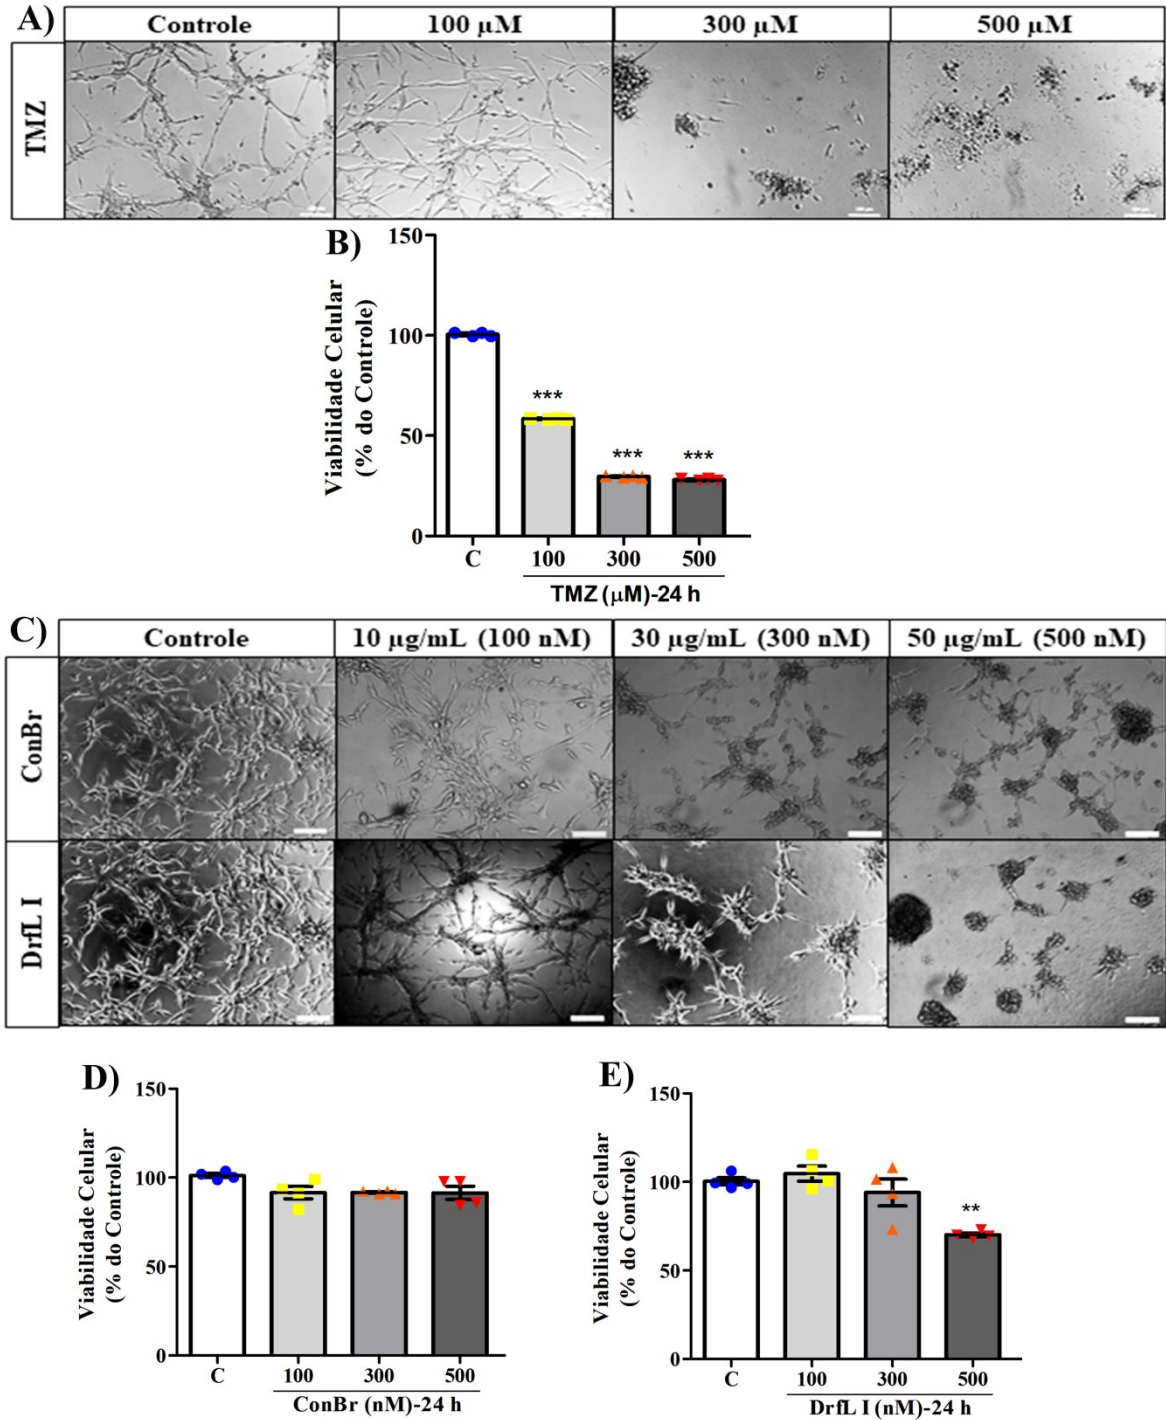 A)
Controle
100 µM
300 µM
500 µM
TMZ
B)
Viabilidade Celular
(% do Controle)
150
100
50
0
***
***
***
C
100
300
500
TMZ (µM)-24 h
C)
Controle
10 µg/mL (100 nM)
30 µg/mL (300 nM)
50 µg/mL (500 nM)
ConBr
DrfL I
D)
Viabilidade Celular
(% do Controle)
150
100
50
0
C
100
300
500
ConBr (nM)-24 h
E)
Viabilidade Celular
(% do Controle)
150
100
50
0
**
C
100
300
500
DrfL I (nM)-24 h